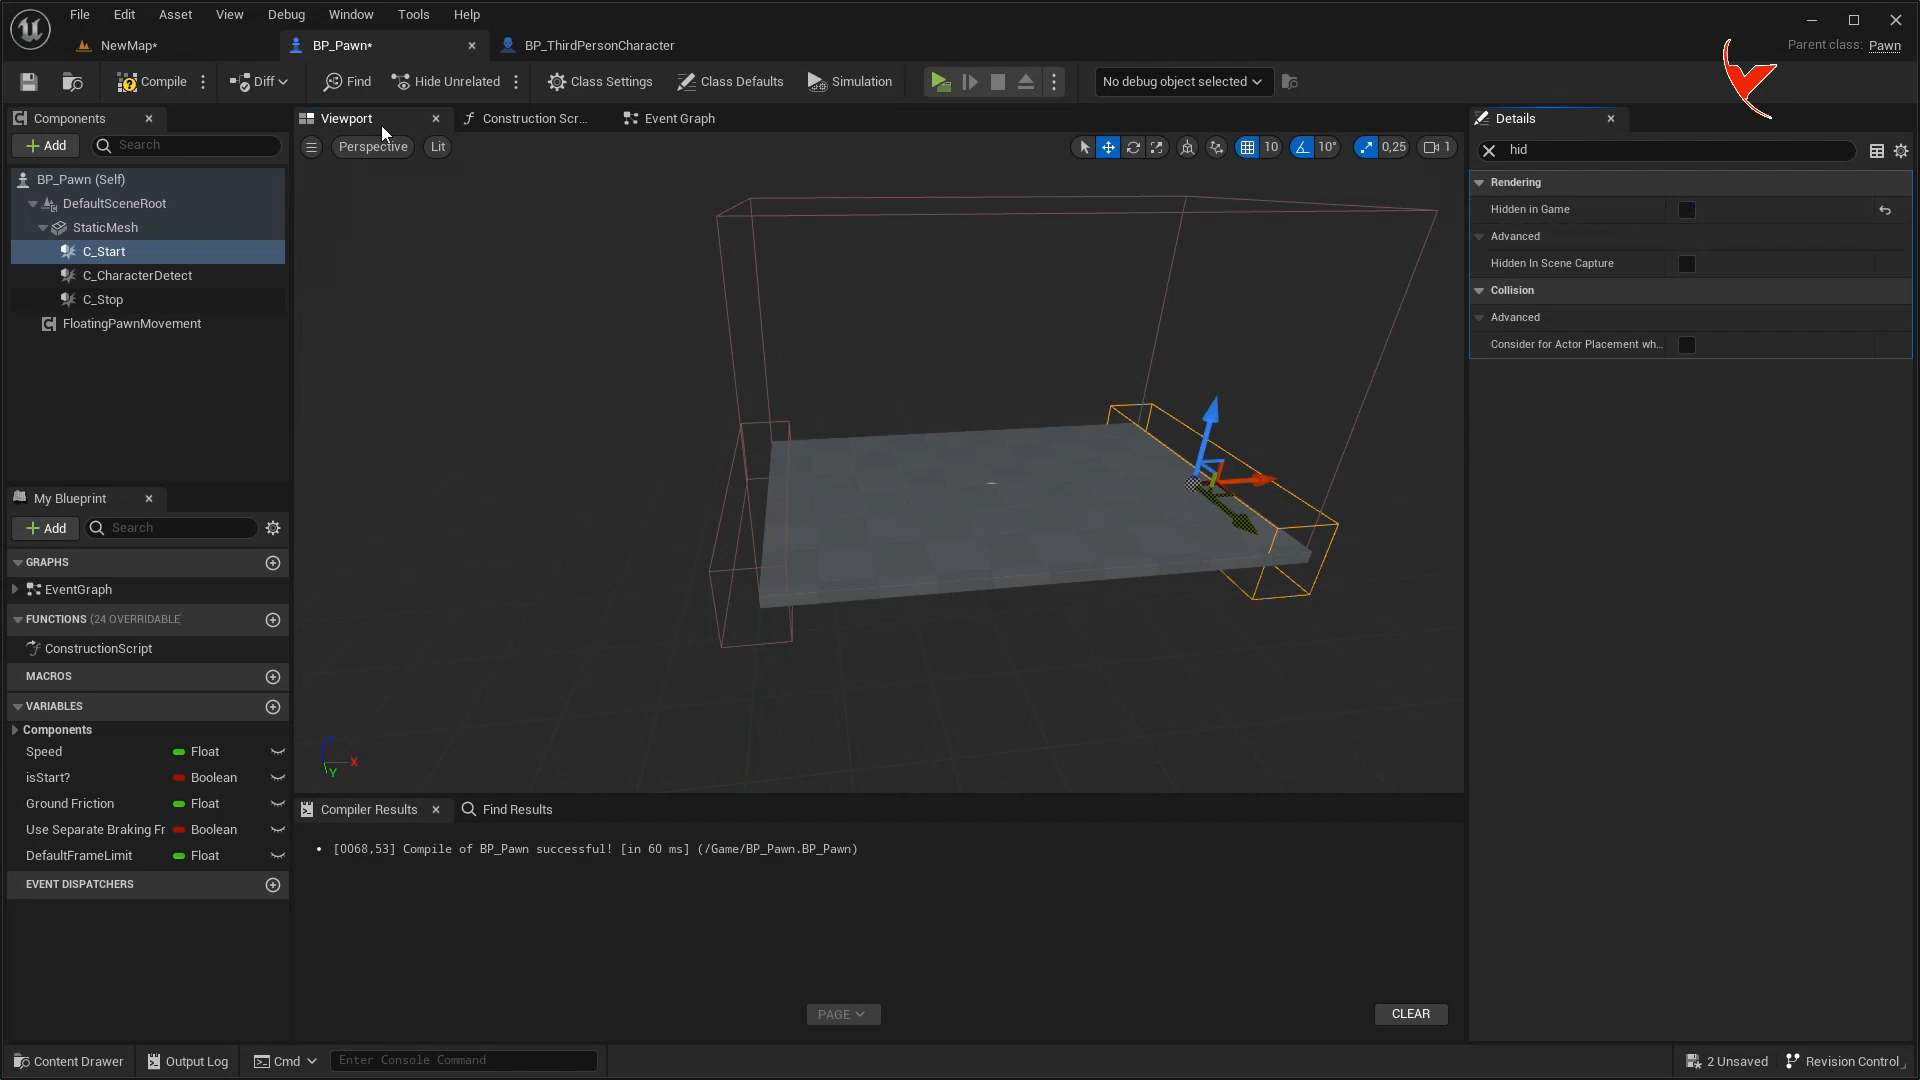 File Edit Asset View Debug Window Tools Help
NewMap* BP_Pawn* BP_ThirdPersonCharacter Parent class: Pawn
Compile Diff Find Hide Unrelated Class Settings Class Defaults Simulation No debug object selected
Components Viewport Construction Scr... Event Graph Details
Add Search Perspective Lit 10 10° 0,25 1 hid
BP_Pawn (Self)
DefaultSceneRoot
StaticMesh
C_Start
C_CharacterDetect
C_Stop
FloatingPawnMovement
Rendering
Hidden in Game
Advanced
Hidden In Scene Capture
Collision
Advanced
Consider for Actor Placement wh...
Z
X
Y
My Blueprint
Add Search
GRAPHS
EventGraph
FUNCTIONS (24 OVERRIDABLE
ConstructionScript
MACROS
VARIABLES
Components
Speed Float
isStart? Boolean
Ground Friction Float
Use Separate Braking Fr Boolean
DefaultFrameLimit Float
EVENT DISPATCHERS
Compiler Results Find Results
[0068,53] Compile of BP_Pawn successful! [in 60 ms] (/Game/BP_Pawn.BP_Pawn)
PAGE CLEAR
Content Drawer Output Log Cmd Enter Console Command 2 Unsaved Revision Control